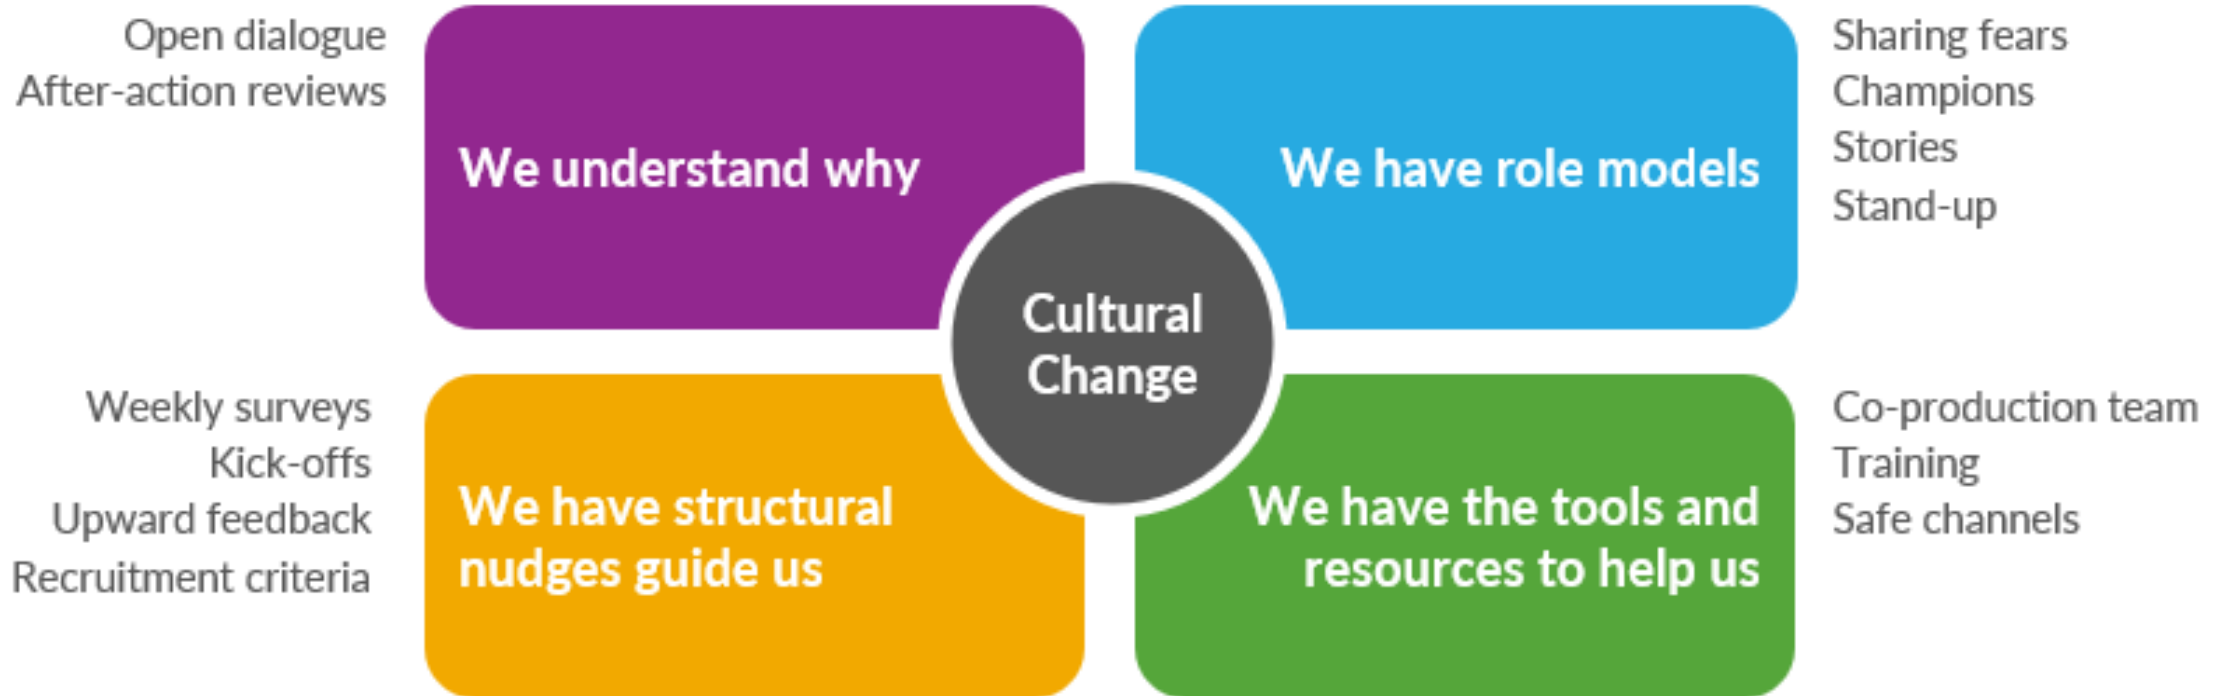 Open dialogue
After-action reviews
We understand why
We have role models
Sharing fears
Champions
Stories
Stand-up
Cultural
Change
Weekly surveys
Kick-offs
Upward feedback
Recruitment criteria
We have structural
nudges guide us
We have the tools and
resources to help us
Co-production team
Training
Safe channels